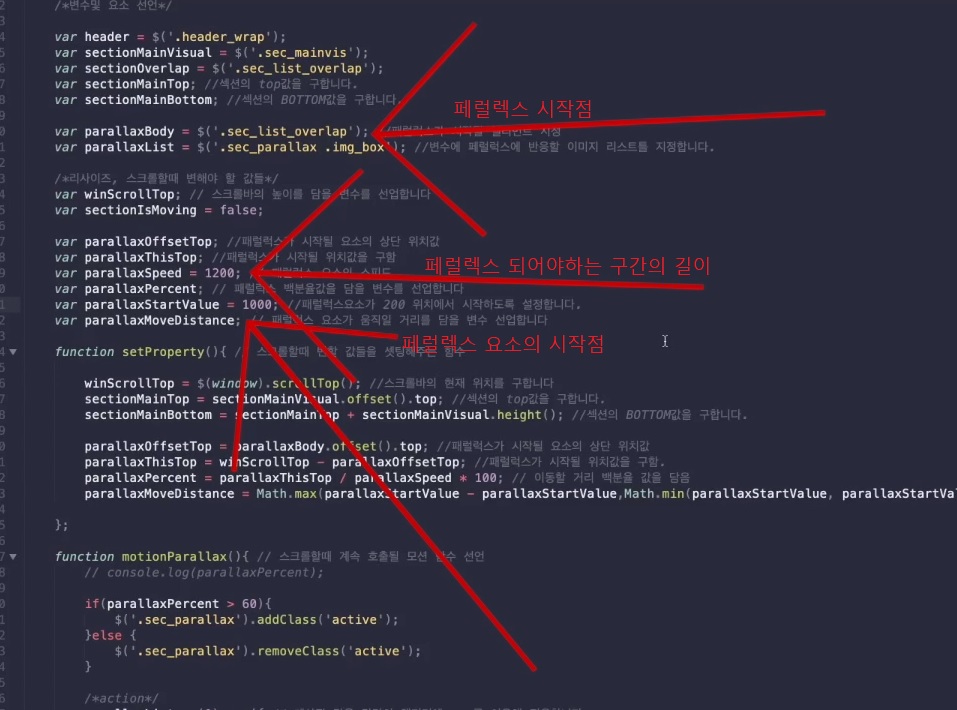 /*변수및 요소 선언*/
var header = $('.header_wrap');
var sectionMainVisual = $('.sec_mainvis');
var sectionOverlap = $('.sec_list_overlap');
var sectionMainTop; //섹션의 top값을 구합니다.
var sectionMainBottom; //섹션의 BOTTOM값을 구합니다.
페럴렉스 시작점
var parallaxBody = $('.sec_list_overlap'); 지정
var parallaxList = $('.sec_parallax .img_box'); //변수에 페럴럭스에 반응할 이미지 리스트틀 지정합니다.
/*리사이즈, 스크롤할때 변해야 할 값들*/
var winScrollTop; // 스크롤바의 높이를 담을 변수를 선업합니다
var sectionIsMoving = false;
var parallaxOffsetTop; //패럴럭스가 시작될 요소의 상단 위치값
var parallaxThisTop; //패럴럭스가 시작될 위치값을 구함
페럴렉스 되어야하는 구간의 길이
var parallaxSpeed = 1200; // 패럴럭스 요소의 스피드
var parallaxPercent; // 패럴럭스 백분율값을 담을 변수를 선업합니다
var parallaxStartValue = 1000; //패럴럭스요소가 200 위치에서 시작하도록 설정합니다.
var parallaxMoveDistance; // 패럴럭스 요소가 움직일 거리를 담을 변수 선업합니다
페럴렉스 요소의 시작점
function setProperty(){ // 스크롤할때 변할 값들을 셋팅해주는 함수
winScrollTop = $(window).scrollTop(); //스크롤바의 현재 위치를 구합니다
sectionMainTop = sectionMainVisual.offset().top; //섹션의 top값을 구합니다.
sectionMainBottom = sectionMainTop + sectionMainVisual.height(); //섹션의 BOTTOM값을 구합니다.
parallaxOffsetTop = parallaxBody.offset().top; //패럴럭스가 시작될 요소의 상단 위치값
parallaxThisTop = winScrollTop - parallaxOffsetTop; //패럴럭스가 시작될 위치값을 구함.
parallaxPercent = parallaxThisTop / parallaxSpeed * 100; // 이동할 거리 백분율 값을 담음
parallaxMoveDistance = Math.max(parallaxStartValue - parallaxStartValue,Math.min(parallaxStartValue, parallaxStartVa
};
function motionParallax(){ // 스크롤할때 계속 호출될 모션 함수 선언
// console.log(parallaxPercent);
if(parallaxPercent > 60){
$('.sec_parallax').addClass('active');
}else {
$('.sec_parallax').removeClass('active');
}
/*action*/